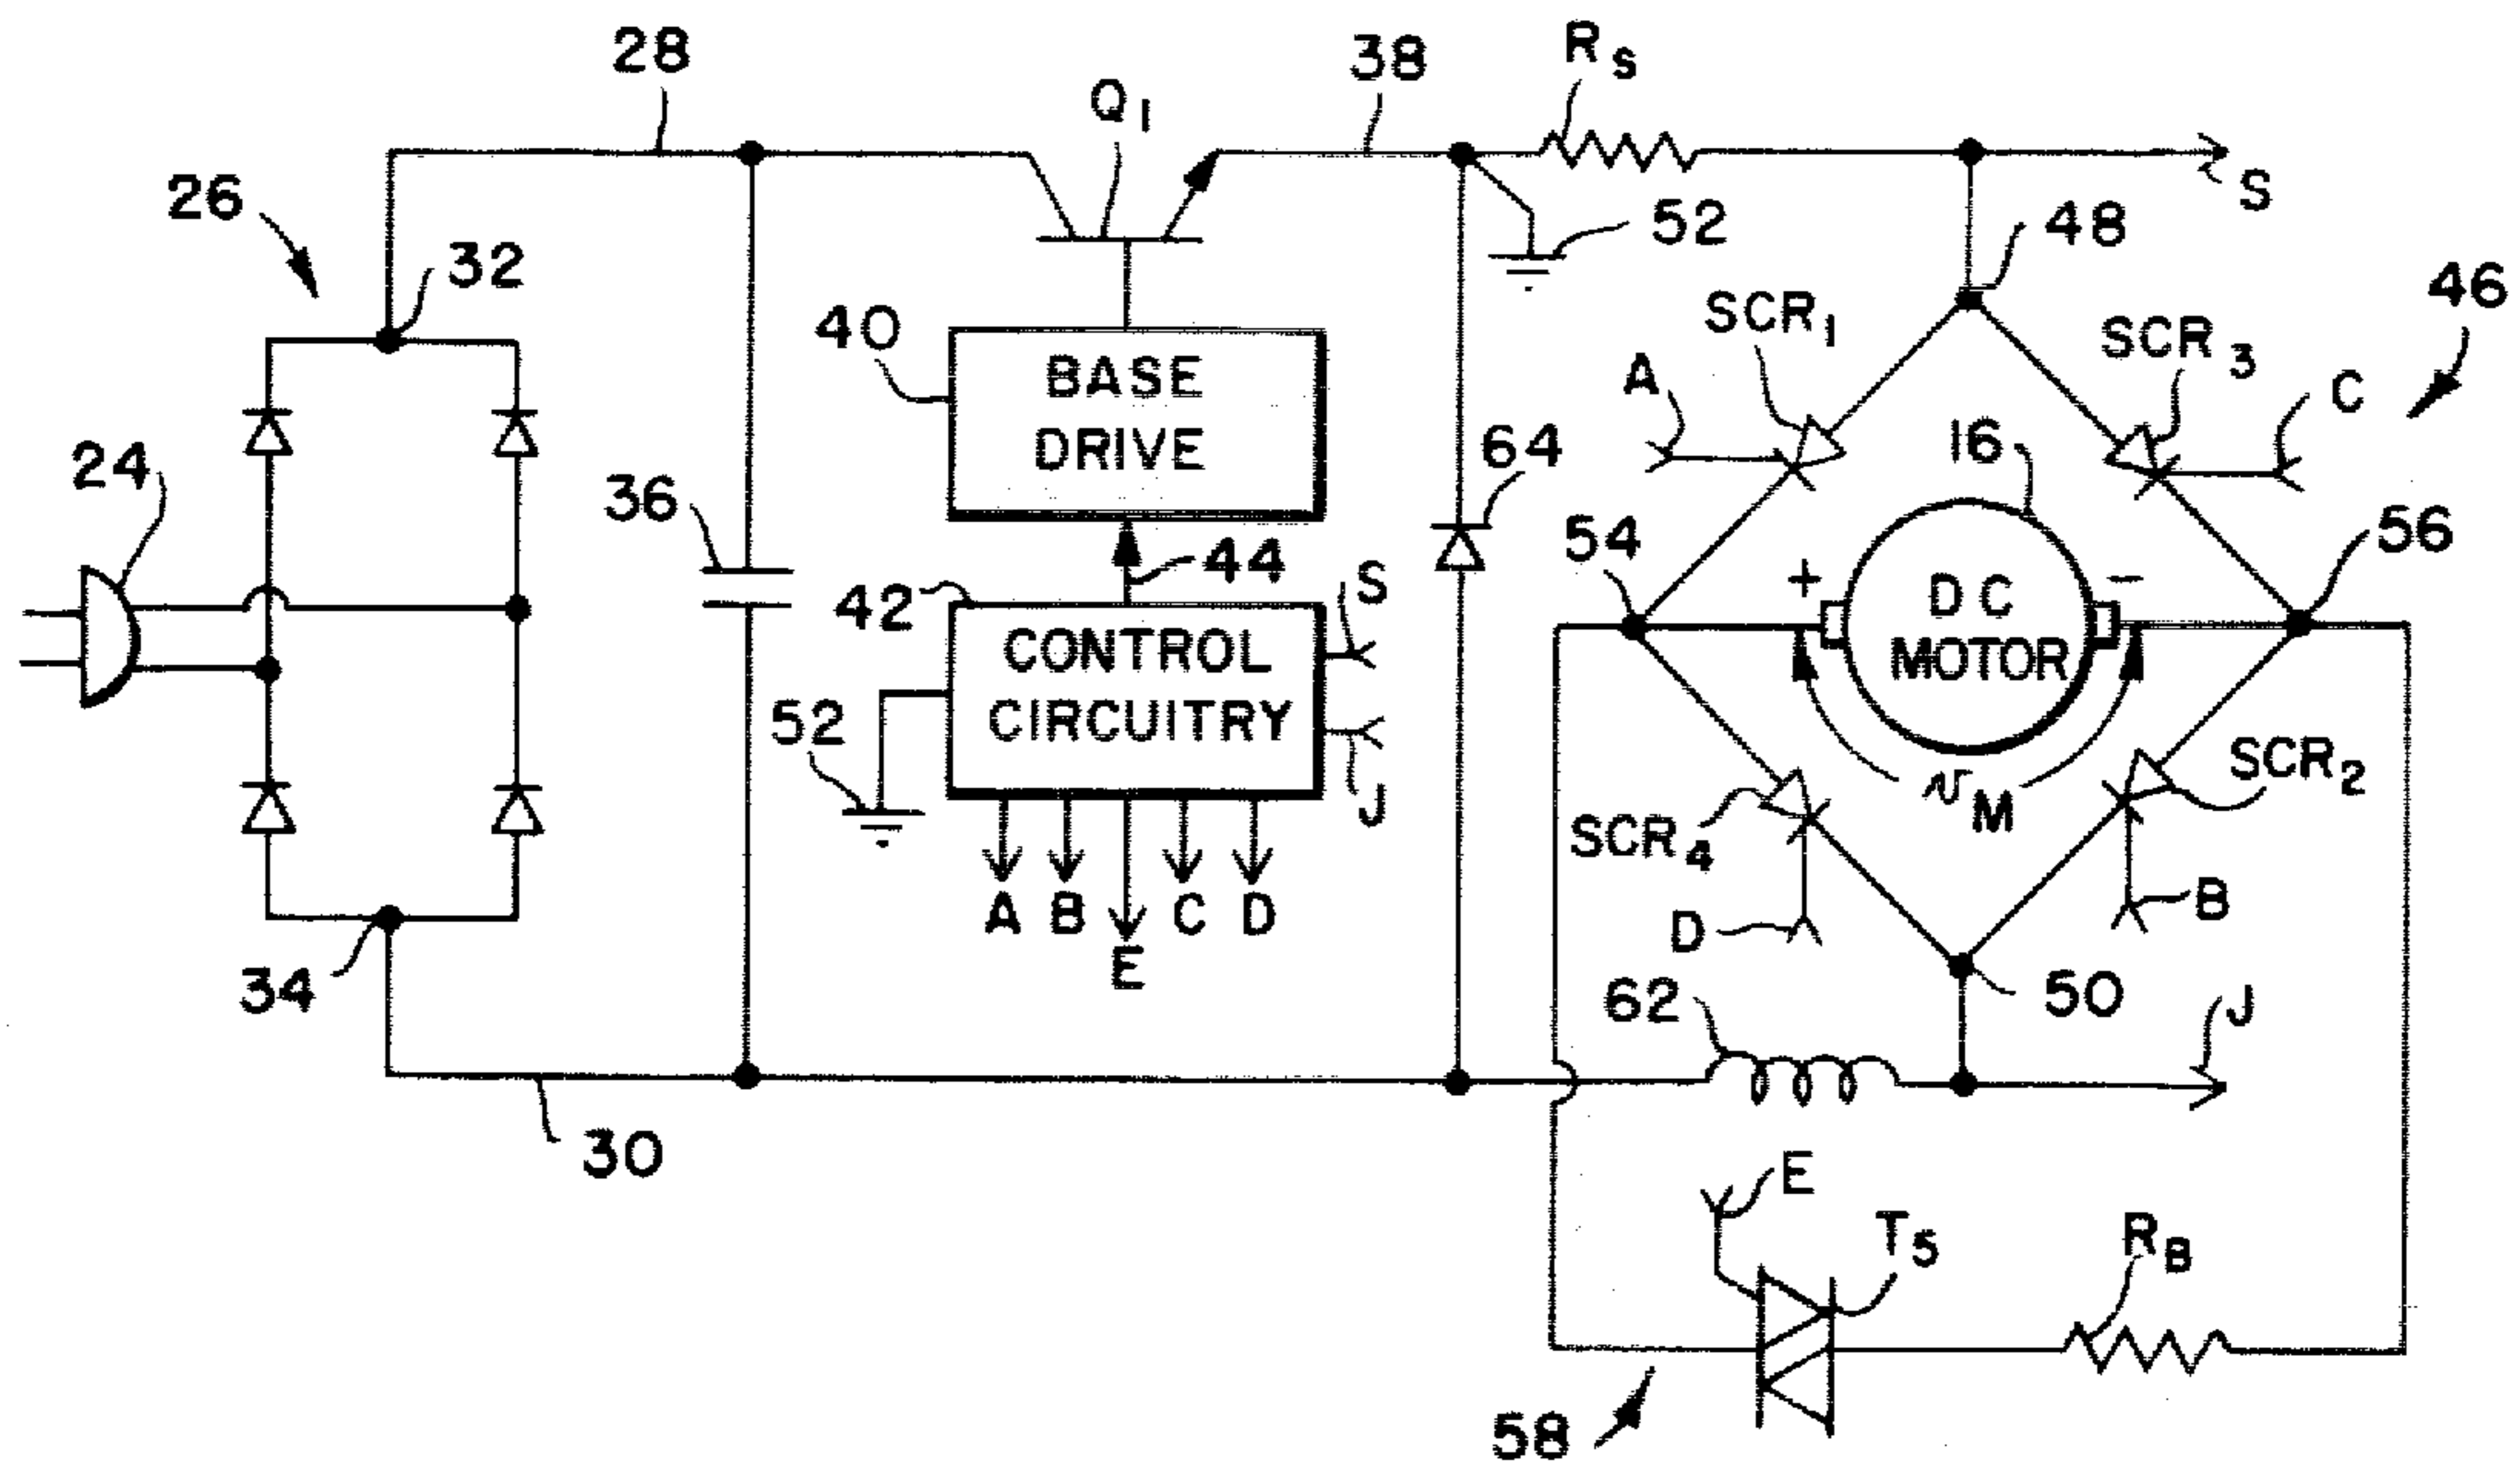 28
Q1
38
RS
S
26
32
52
48
46
40
BASE
DRIVE
SCR1
SCR3
A
C
24
36
64
16
54
56
44
42
S
+
DC
MOTOR
−
CONTROL
CIRCUITRY
52
J
SCR4
𝑣M
SCR2
A
B
C
D
E
D
B
34
62
50
J
30
E
T5
RB
58